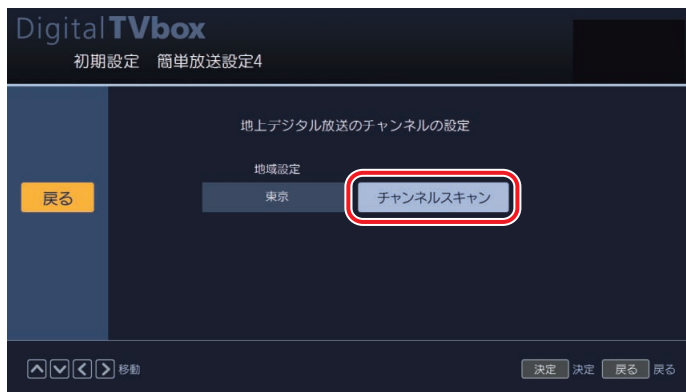 DigitalTVbox
初期設定 簡単放送設定4
地上デジタル放送のチャンネルの設定
地域設定
戻る
東京
チャンネルスキャン
移動
決定 決定 戻る 戻る